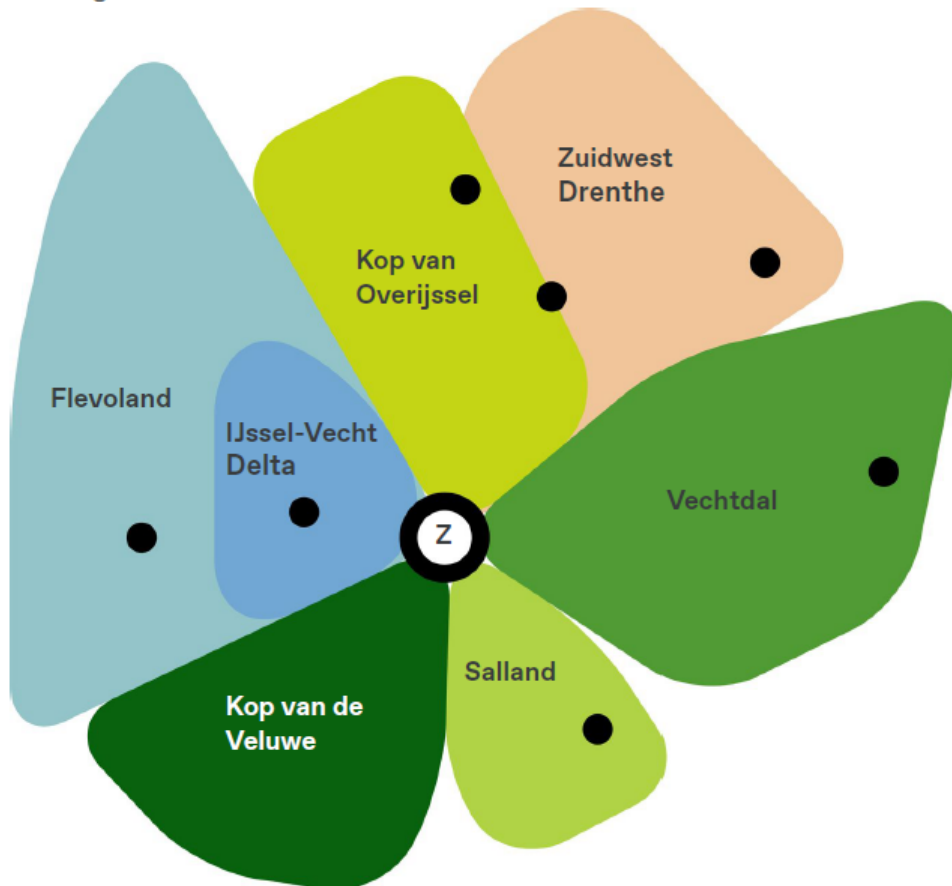 Zuidwest
Drenthe
Kop van
Overijssel
Flevoland
IJssel-Vecht
Delta
Vechtdal
Z
Salland
Kop van de
Veluwe